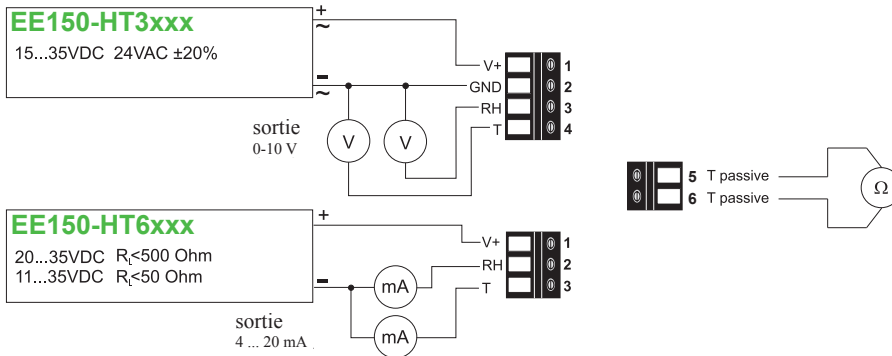 EE150-HT3xxx
15...35VDC 24VAC ±20%
+
~
-
~
V+ 1
GND 2
RH 3
T 4
sortie
0-10 V
V V
5 T passive
6 T passive
Ω
EE150-HT6xxx
20...35VDC RL<500 Ohm
11...35VDC RL<50 Ohm
+
-
V+ 1
RH 2
T 3
mA
mA
sortie
4 ... 20 mA